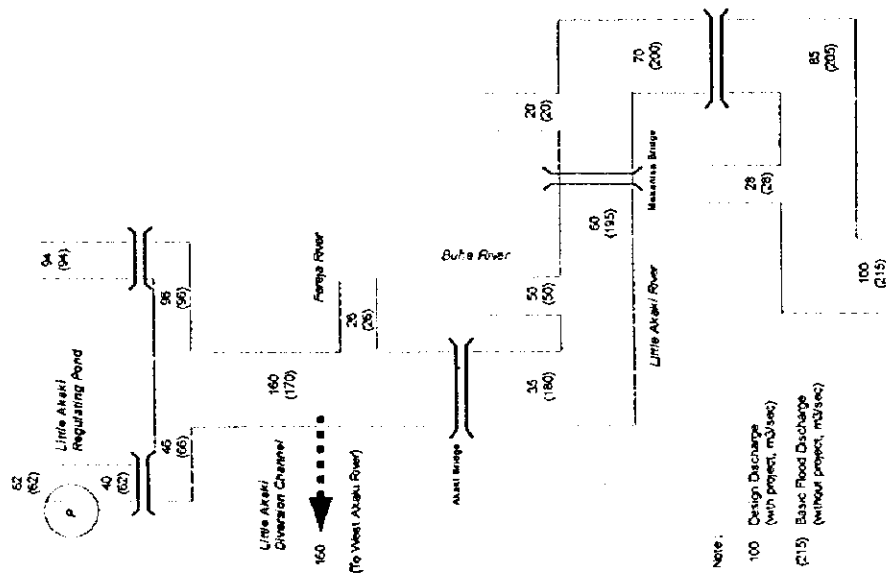 62
(62)
P
Little Akaki
Regulating Pond
94
(94)
40
(62)
46
(66)
96
(96)
Little Akaki
Diversion Channel
160
(To West Akaki River)
160
(170)
Fereja River
26
(26)
Akaki Bridge
Buhe River
35
(180)
50
(50)
20
(20)
Little Akaki River
60
(195)
Mekanisa Bridge
70
(200)
28
(28)
85
(205)
100
(215)
Note :
100 Design Discharge
(with project, m3/sec)
(215) Basic Flood Discharge
(without project, m3/sec)